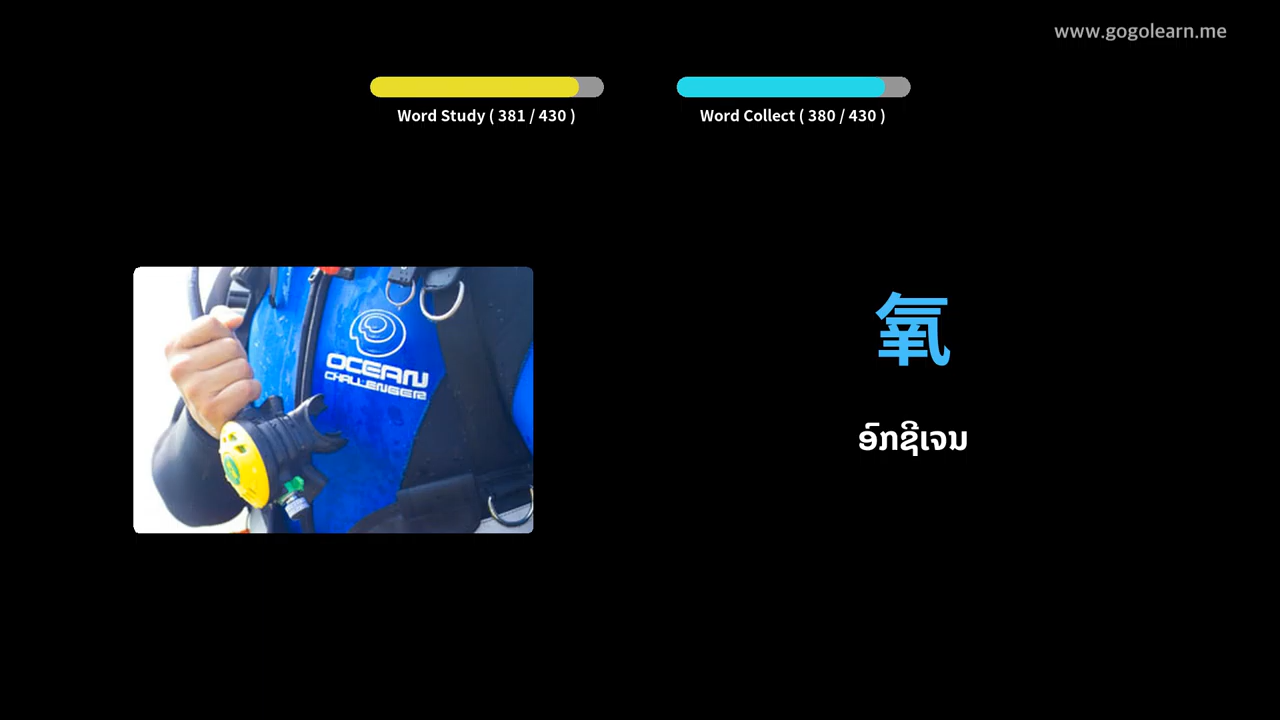 www.gogolearn.me
Word Study ( 381 / 430 )
Word Collect ( 380 / 430 )
OCEAN
CHALLENGER
氧
ອົກຊີເຈນ